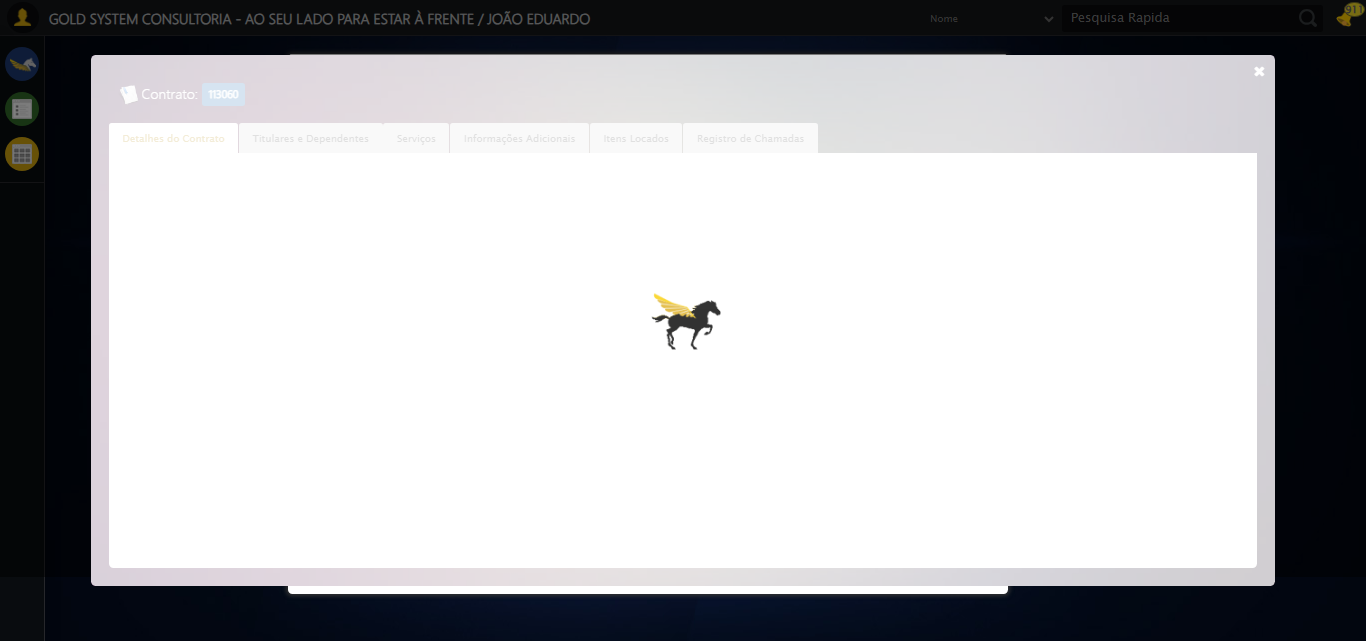 GOLD SYSTEM CONSULTORIA - AO SEU LADO PARA ESTAR À FRENTE / JOÃO EDUARDO
Nome
Pesquisa Rapida
911
Contrato: 113060
Detalhes do Contrato
Titulares e Dependentes
Serviços
Informações Adicionais
Itens Locados
Registro de Chamadas